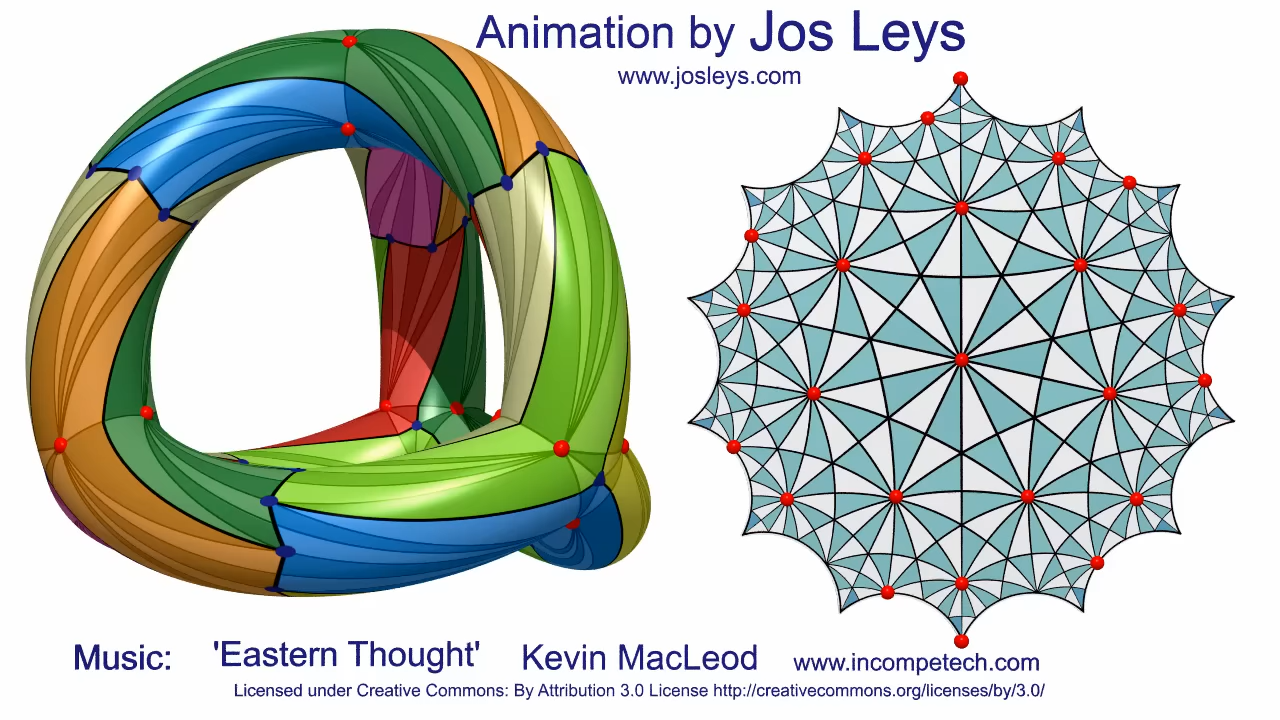 Animation by Jos Leys
www.josleys.com
Music: 'Eastern Thought' Kevin MacLeod www.incompetech.com
Licensed under Creative Commons: By Attribution 3.0 License http://creativecommons.org/licenses/by/3.0/